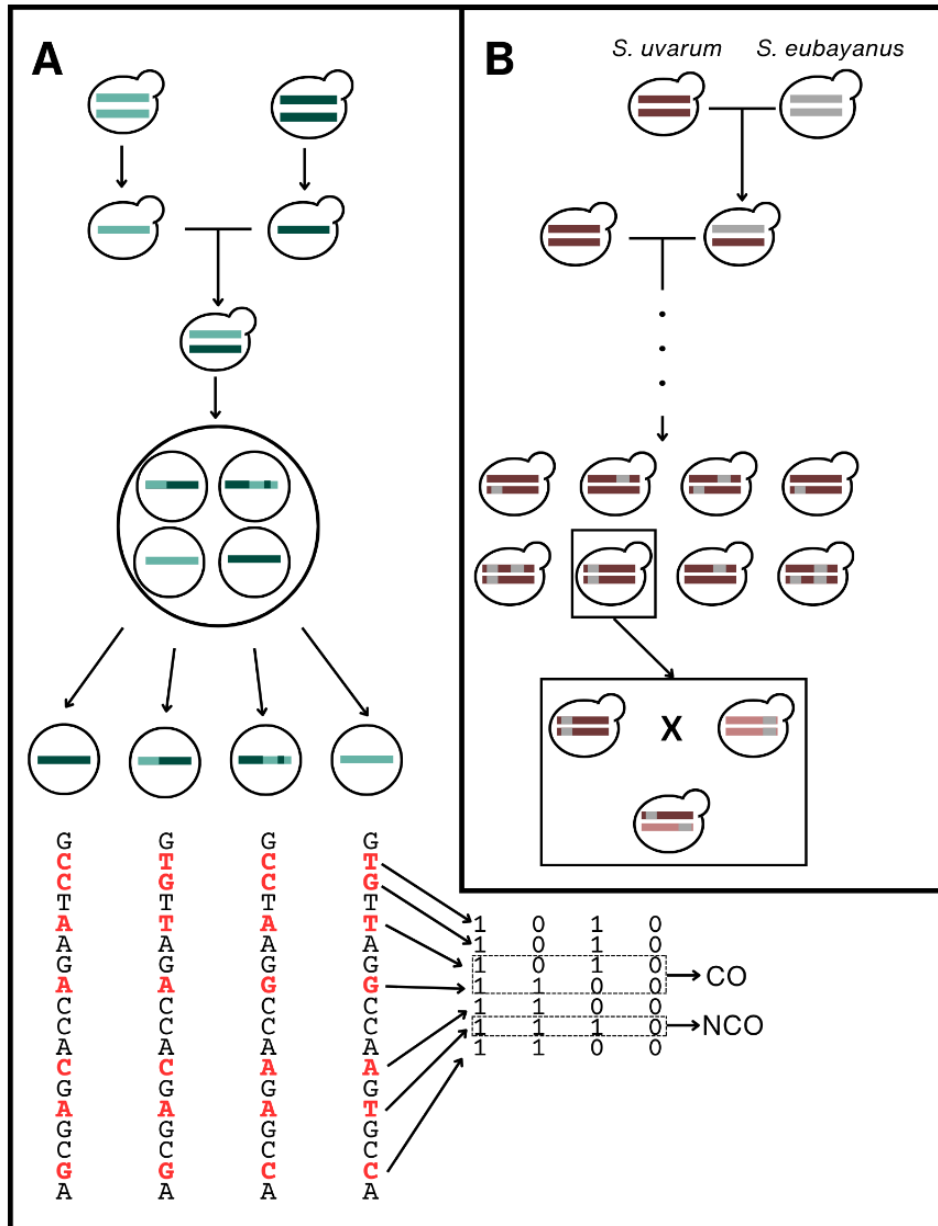 A
B
S. uvarum
S. eubayanus
X
G G G G
C T C T
C G C G
T T T T
A T A T
A A A A
G G G G
A A G G
C C C C
C C C C
A A A A
C C A A
G G G G
A A A T
G G G G
C C C C
G G C C
A A A A
1 0 1 0
1 0 1 0
1 0 1 0
CO
1 1 0 0
1 1 0 0
1 1 1 0
NCO
1 1 0 0